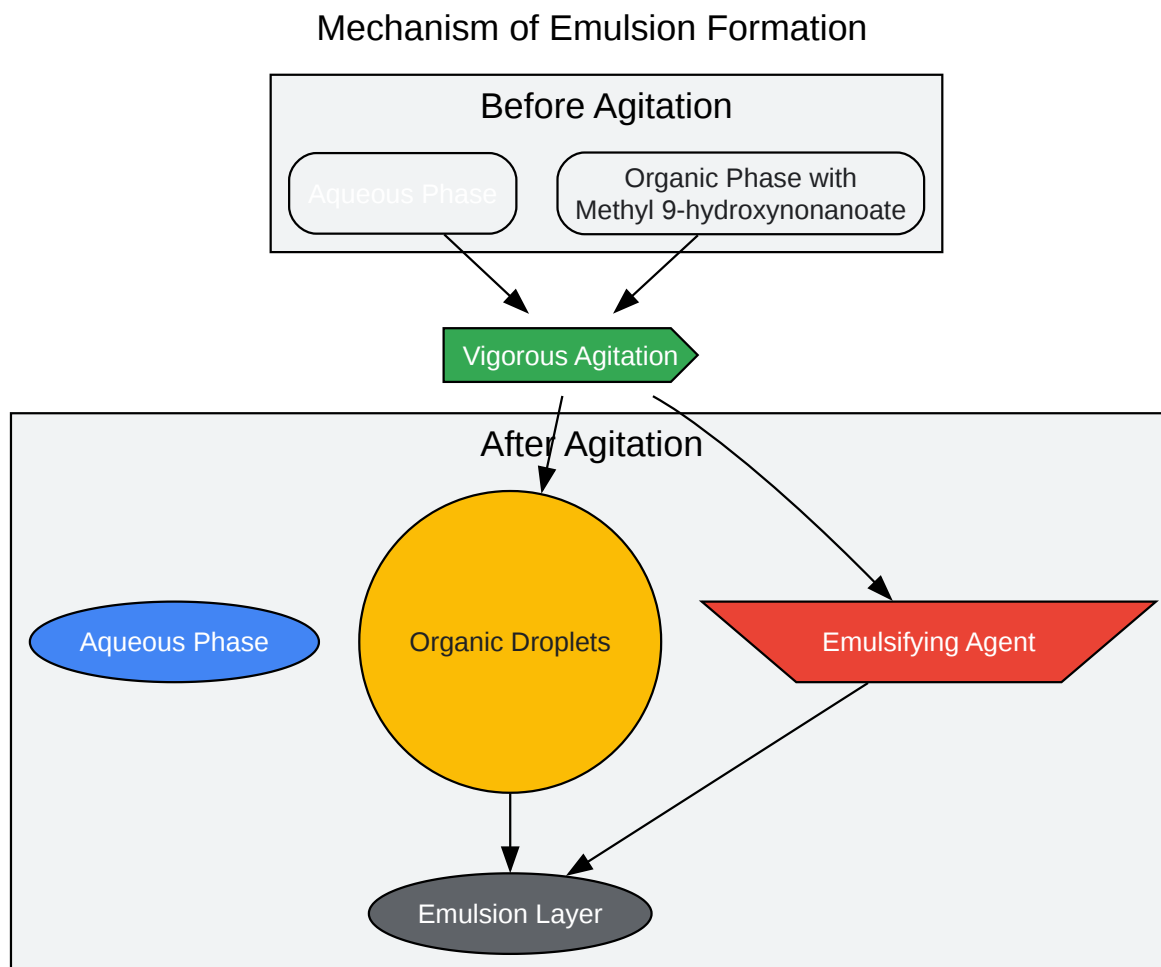 Mechanism of Emulsion Formation
Before Agitation
Aqueous Phase
Organic Phase with
Methyl 9-hydroxynonanoate
Vigorous Agitation
After Agitation
Aqueous Phase
Organic Droplets
Emulsifying Agent
Emulsion Layer